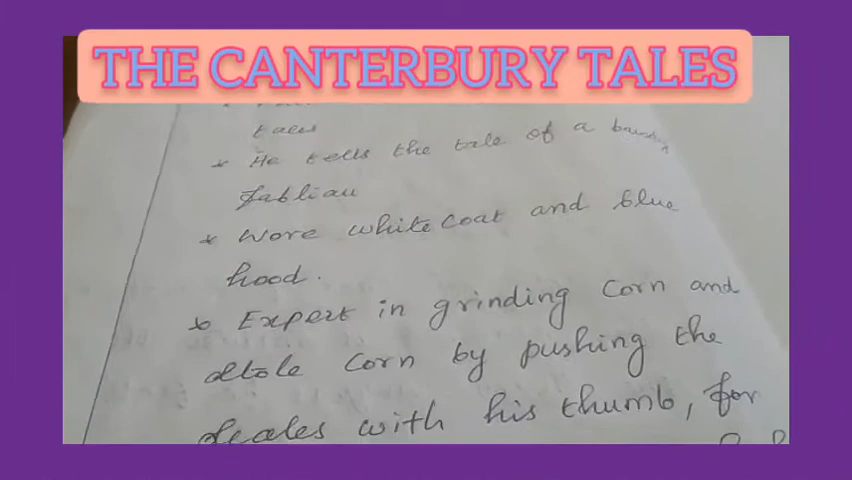 THE CANTERBURY TALES
tales
* He tells the tale of a
fabliau
* Wore white coat and blue
hood.
* Expert in grinding corn and
stole corn by pushing the
scales with his thumb, for